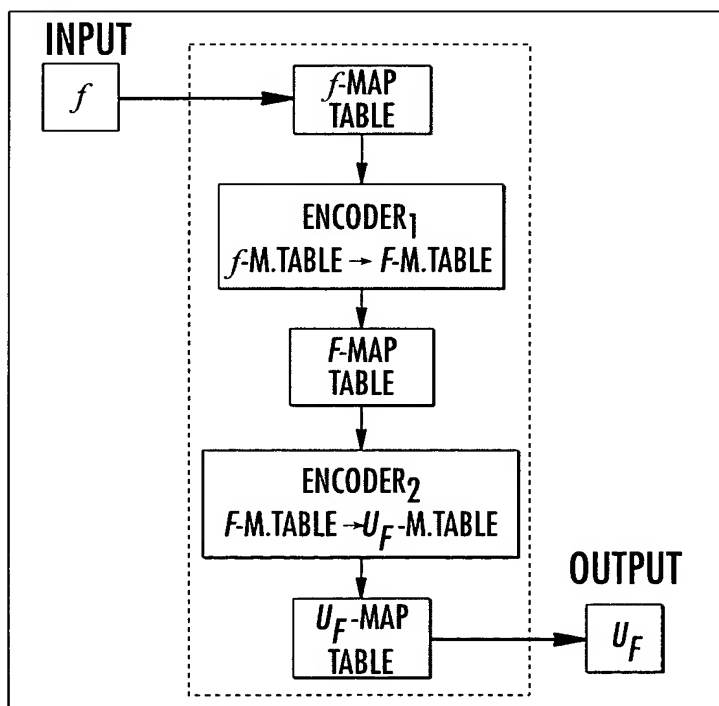 INPUT
f
f-MAP
TABLE
ENCODER1
f-M.TABLE → F-M.TABLE
F-MAP
TABLE
ENCODER2
F-M.TABLE →UF-M.TABLE
OUTPUT
UF-MAP
TABLE
UF